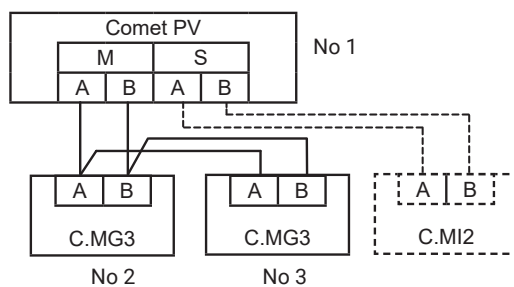 Comet PV
No 1
M S
A B A B
A B A B A B
C.MG3 C.MG3 C.MI2
No 2 No 3